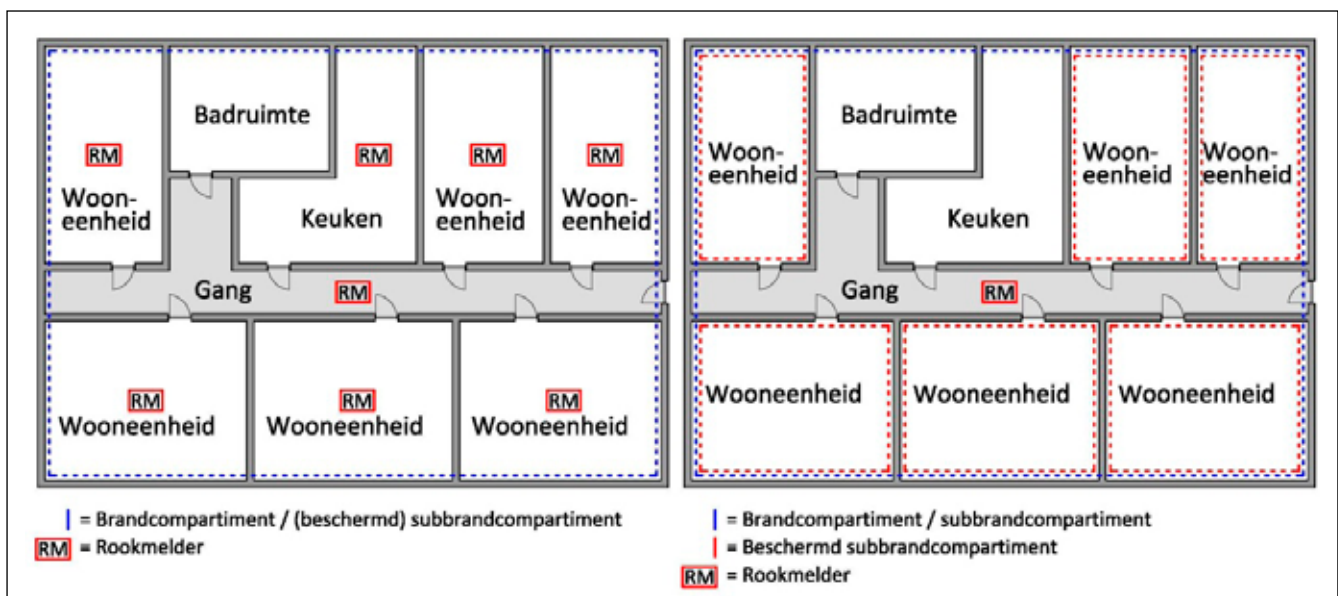 Badruimte
RM
RM
RM
RM
Woon-
eenheid
Keuken
Woon-
eenheid
Woon-
eenheid
Gang
RM
RM
RM
RM
Wooneenheid
Wooneenheid
Wooneenheid
= Brandcompartiment / (beschermd) subbrandcompartiment
RM = Rookmelder
Badruimte
Woon-
eenheid
Woon-
eenheid
Woon-
eenheid
Keuken
Gang
RM
Wooneenheid
Wooneenheid
Wooneenheid
= Brandcompartiment / subbrandcompartiment
= Beschermd subbrandcompartiment
RM = Rookmelder